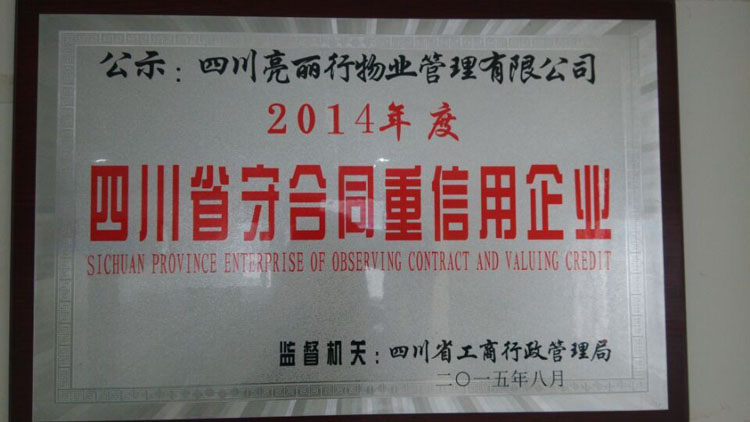 公示：四川亮丽行物业管理有限公司
2014年度
四川省守合同重信用企业
SICHUAN PROVINCE ENTERPRISE OF OBSERVING CONTRACT AND VALUING CREDIT
监督机关：四川省工商行政管理局
二〇一五年八月